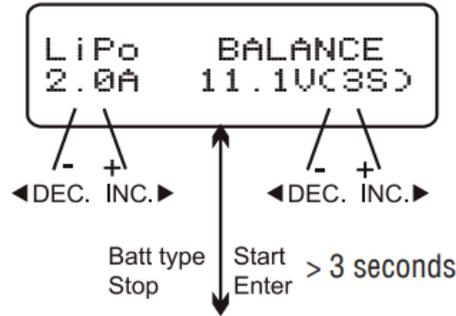 LiPo BALANCE
2.0A 11.1V(3S)
- + - +
◀DEC. INC.▶ ◀DEC. INC.▶
Batt type Start > 3 seconds
Stop Enter